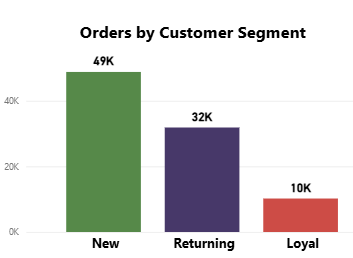 Orders by Customer Segment
49K
32K
10K
40K
20K
0K
New Returning Loyal